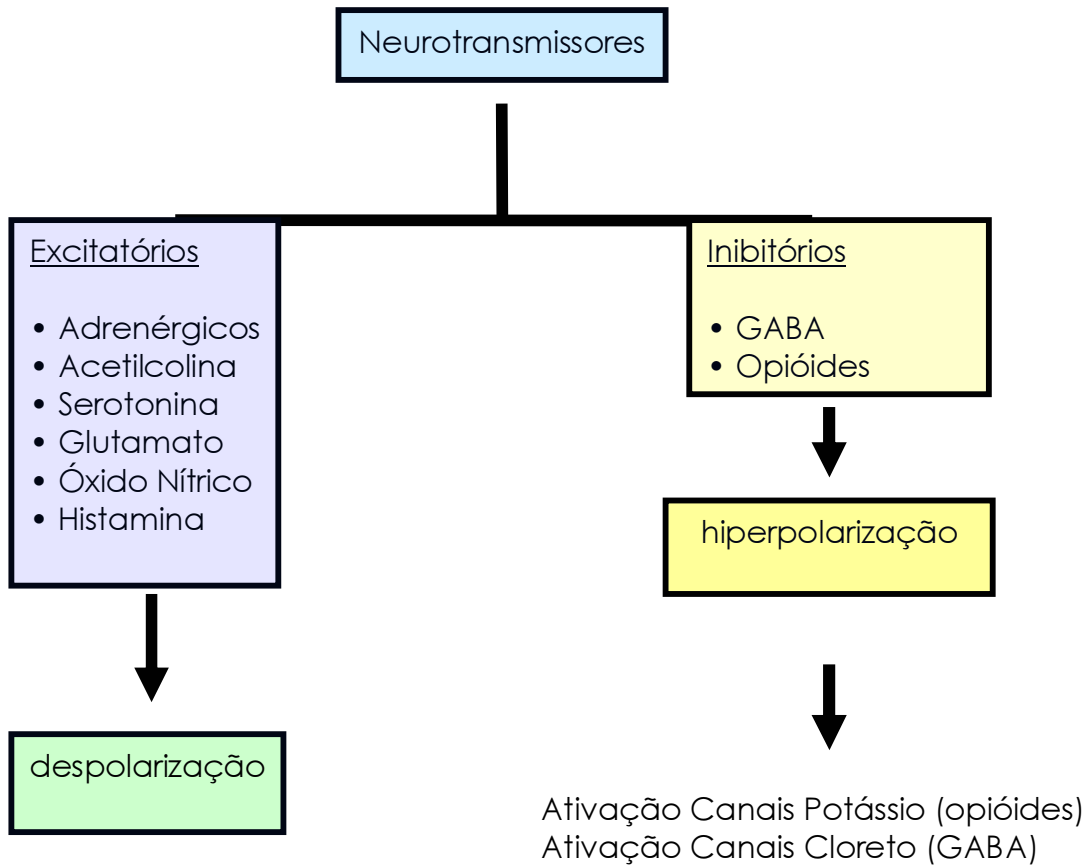 Neurotransmissores
Excitatórios
• Adrenérgicos
• Acetilcolina
• Serotonina
• Glutamato
• Óxido Nítrico
• Histamina
despolarização
Inibitórios
• GABA
• Opióides
hiperpolarização
Ativação Canais Potássio (opióides)
Ativação Canais Cloreto (GABA)